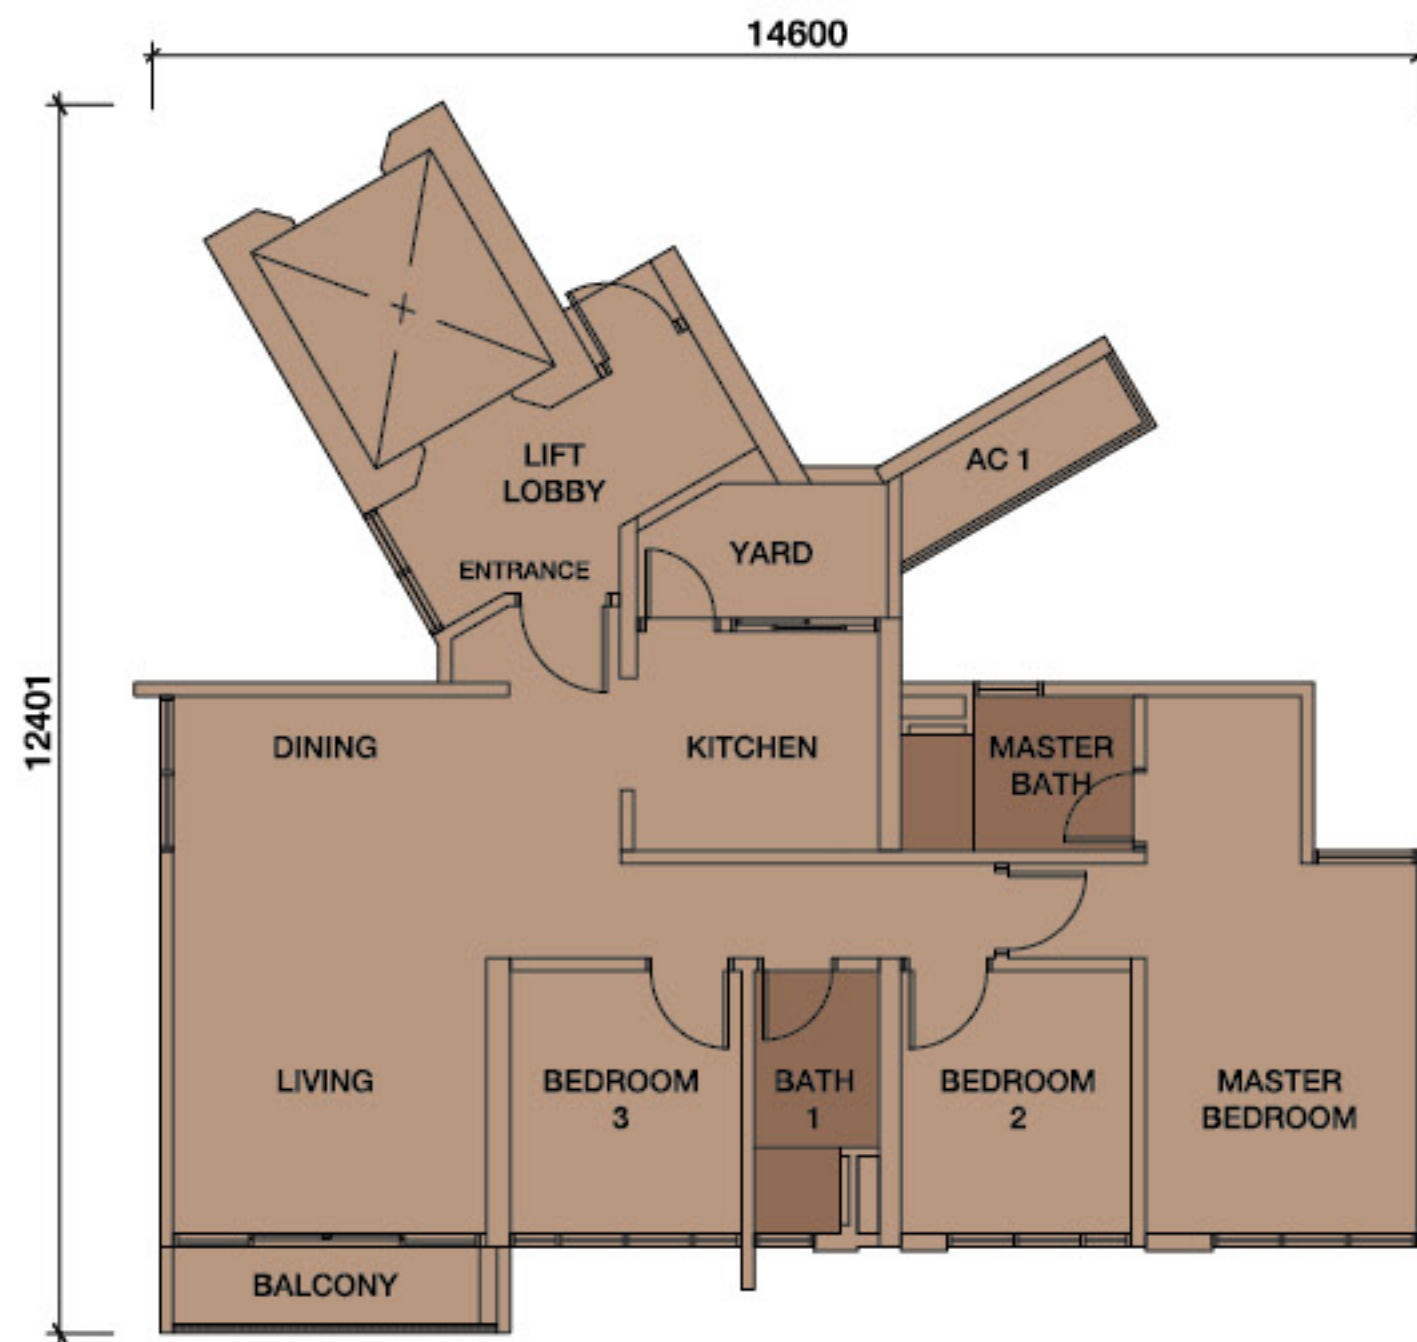 14600
12401
LIFT
LOBBY
ENTRANCE
YARD
AC 1
DINING
KITCHEN
MASTER
BATH
LIVING
BEDROOM
3
BATH
1
BEDROOM
2
MASTER
BEDROOM
BALCONY